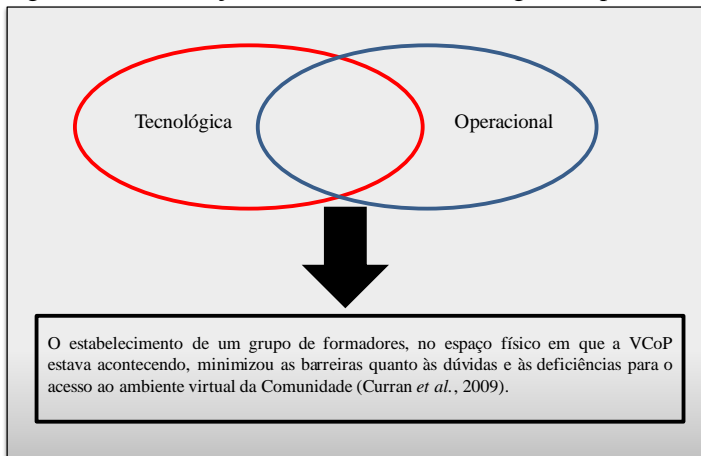 Tecnológica
Operacional
O estabelecimento de um grupo de formadores, no espaço físico em que a VCoP
estava acontecendo, minimizou as barreiras quanto às dúvidas e às deficiências para o
acesso ao ambiente virtual da Comunidade (Curran et al., 2009).